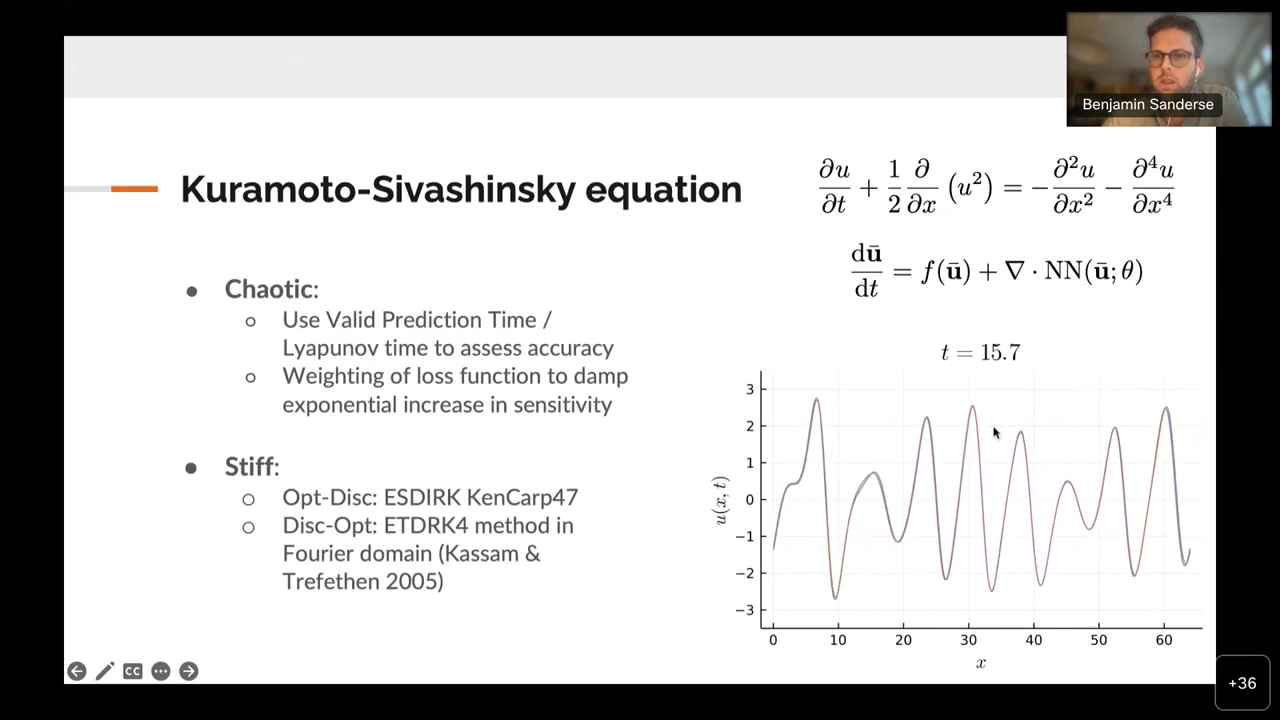 Benjamin Sanderse
Kuramoto-Sivashinsky equation
∂u/∂t + 1/2 ∂/∂x (u²) = −∂²u/∂x² − ∂⁴u/∂x⁴
dū/dt = f(ū) + ∇ · NN(ū; θ)
● Chaotic:
○ Use Valid Prediction Time /
Lyapunov time to assess accuracy
○ Weighting of loss function to damp
exponential increase in sensitivity
● Stiff:
○ Opt-Disc: ESDIRK KenCarp47
○ Disc-Opt: ETDRK4 method in
Fourier domain (Kassam &
Trefethen 2005)
t = 15.7
3
2
1
0
−1
−2
−3
u(x, t)
0 10 20 30 40 50 60
x
CC
+36